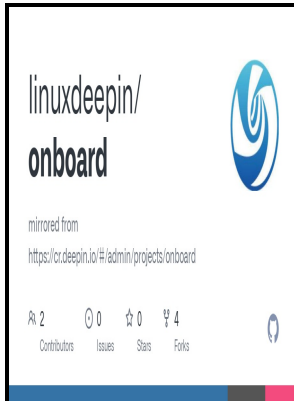 linuxdeepin/
onboard
mirrored from
https://cr.deepin.io/#/admin/projects/onboard
2 0 0 4
Contributors Issues Stars Forks